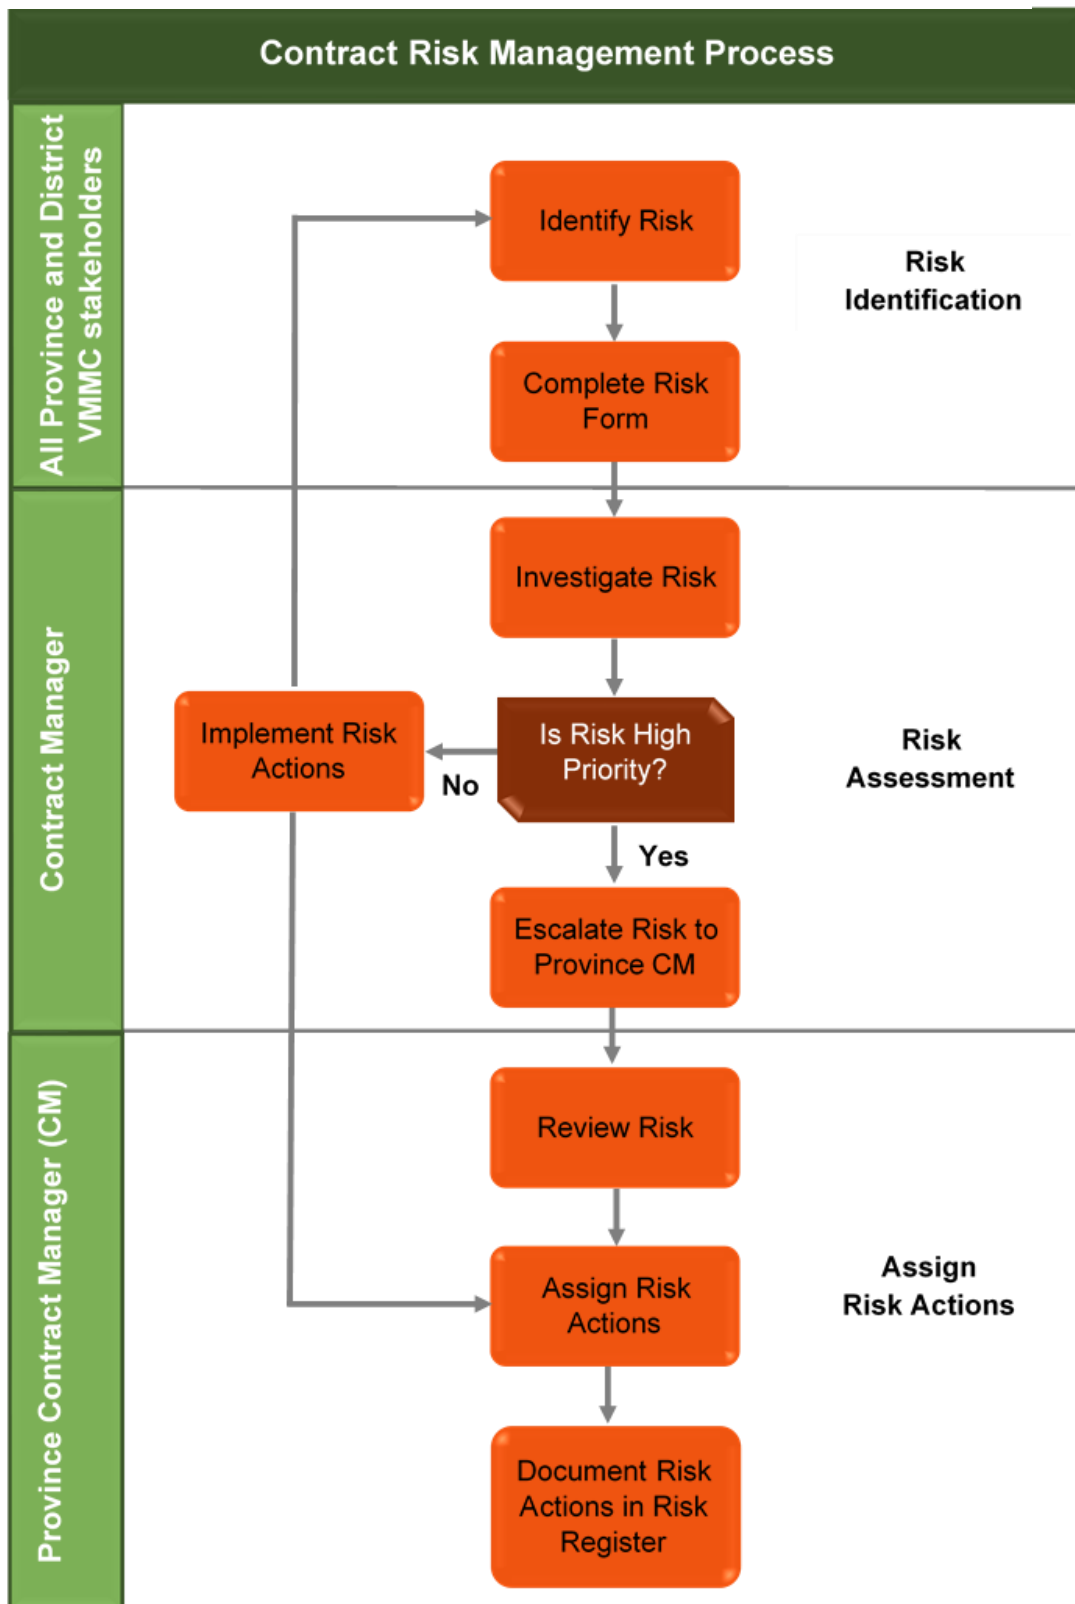 Contract Risk Management Process
All Province and District
VMMC stakeholders
Identify Risk
Risk
Identification
Complete Risk
Form
Contract Manager
Investigate Risk
Implement Risk
Actions
No
Is Risk High
Priority?
Risk
Assessment
Yes
Escalate Risk to
Province CM
Province Contract Manager (CM)
Review Risk
Assign Risk
Actions
Assign
Risk Actions
Document Risk
Actions in Risk
Register